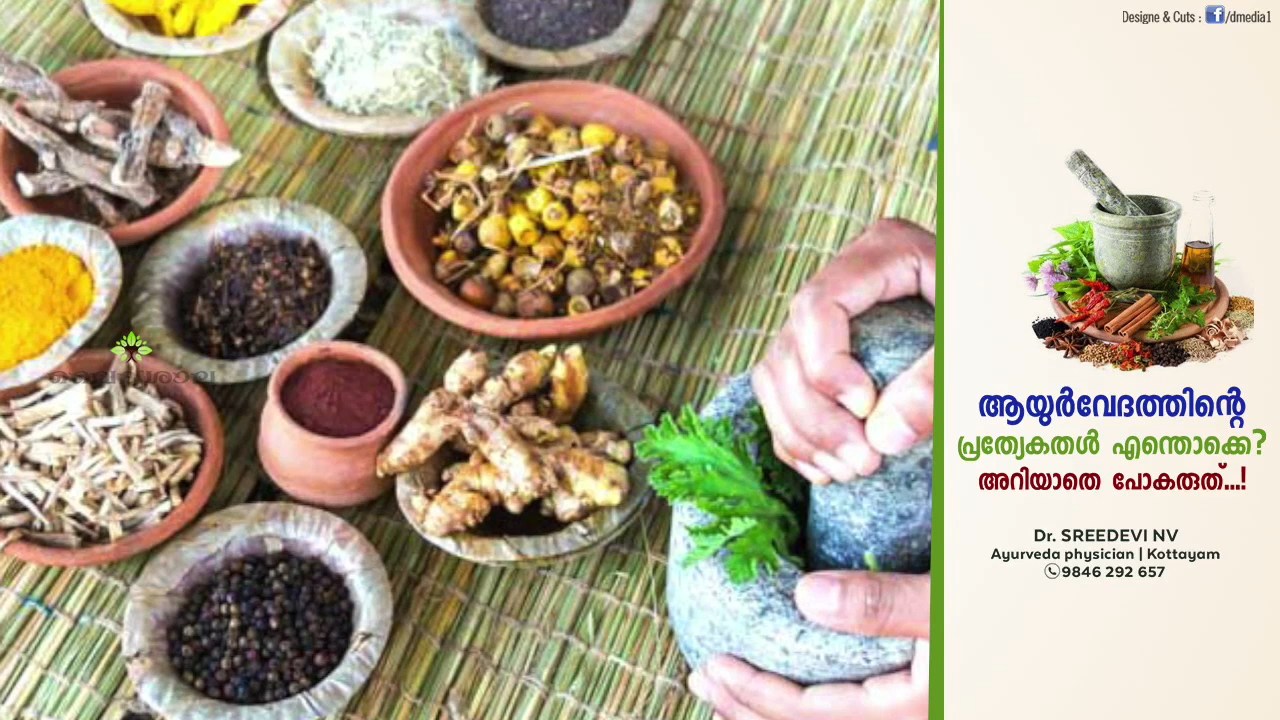 Designe & Cuts : f/dmedia1
ആയുർവേദത്തിന്റെ
പ്രത്യേകതൾ എന്തൊക്കെ?
അറിയാതെ പോകരുത്...!
Dr. SREEDEVI NV
Ayurveda physician | Kottayam
9846 292 657